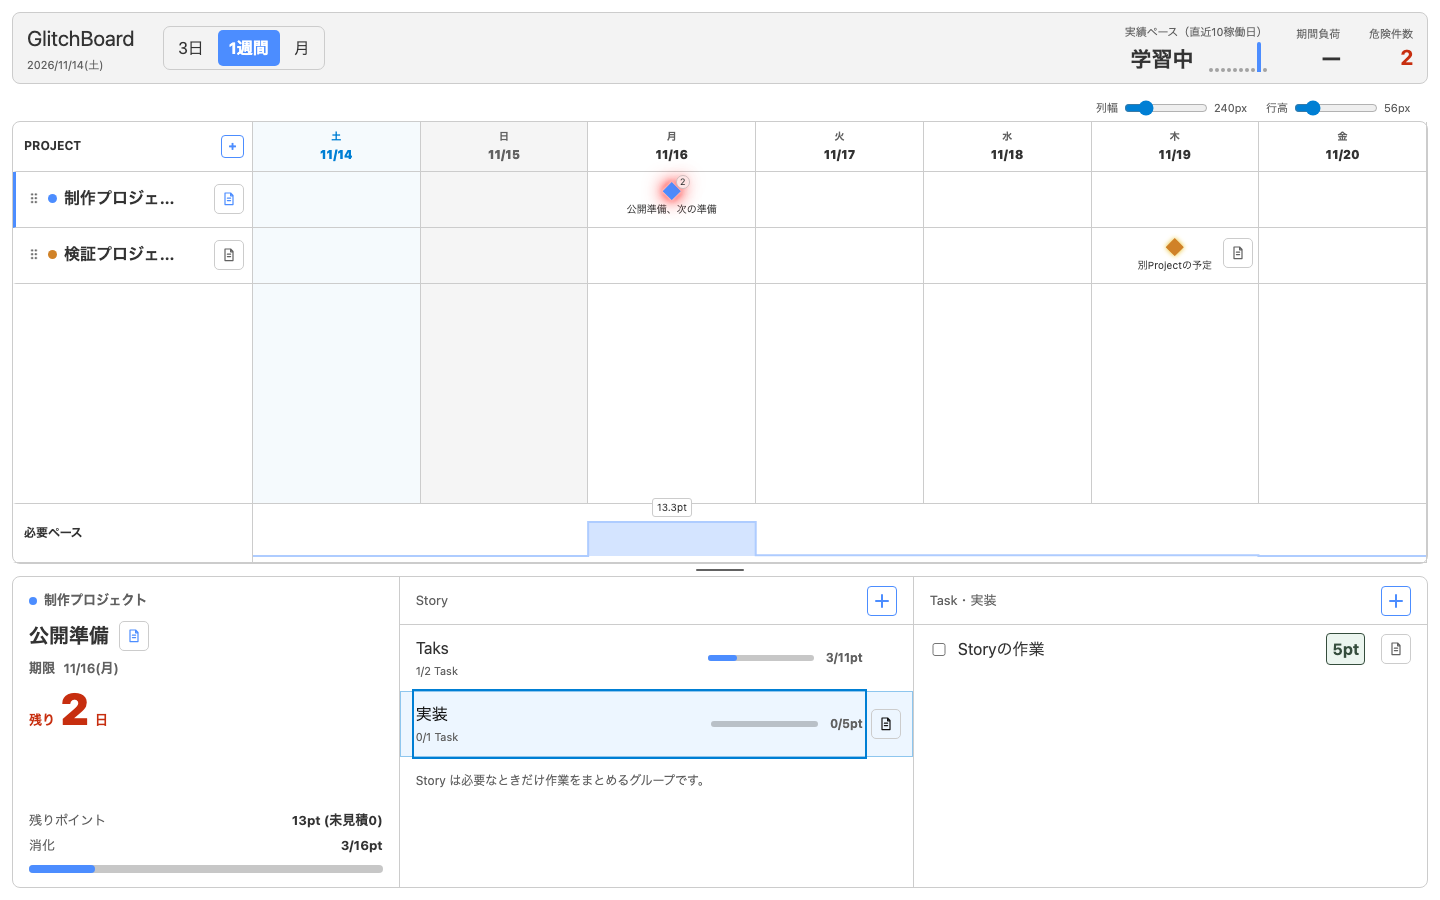 GlitchBoard
2026/11/14(土)
3日
1週間
月
実績ペース（直近10稼働日）
学習中
期間負荷
—
危険件数
2
列幅
240px
行高
56px
PROJECT
+
土
11/14
日
11/15
月
11/16
火
11/17
水
11/18
木
11/19
金
11/20
制作プロジェ...
2
公開準備、次の準備
検証プロジェ...
別Projectの予定
必要ペース
13.3pt
制作プロジェクト
公開準備
期限 11/16(月)
残り 2 日
残りポイント
13pt (未見積0)
消化
3/16pt
Story
+
Taks
1/2 Task
3/11pt
実装
0/1 Task
0/5pt
Story は必要なときだけ作業をまとめるグループです。
Task・実装
+
Storyの作業
5pt